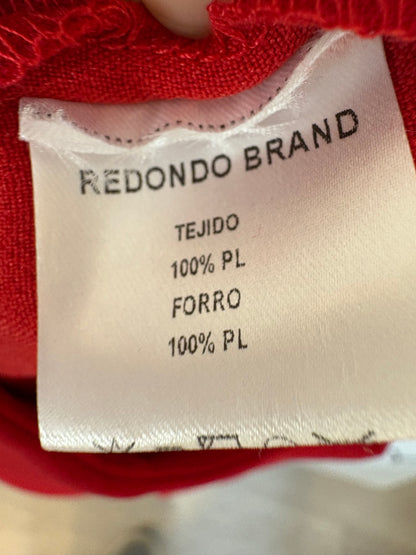 REDONDO BRAND
TEJIDO
100% PL
FORRO
100% PL